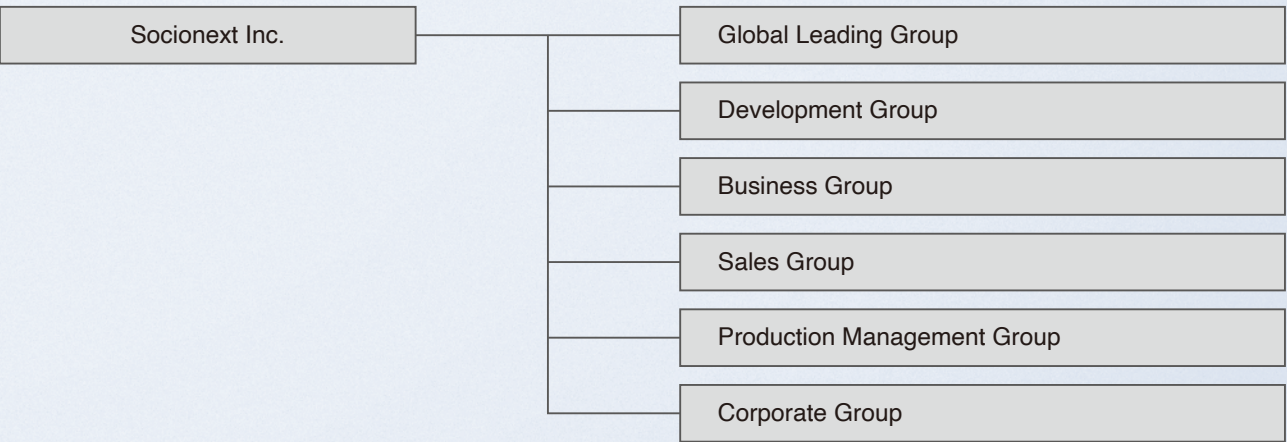 Socionext Inc.
Global Leading Group
Development Group
Business Group
Sales Group
Production Management Group
Corporate Group